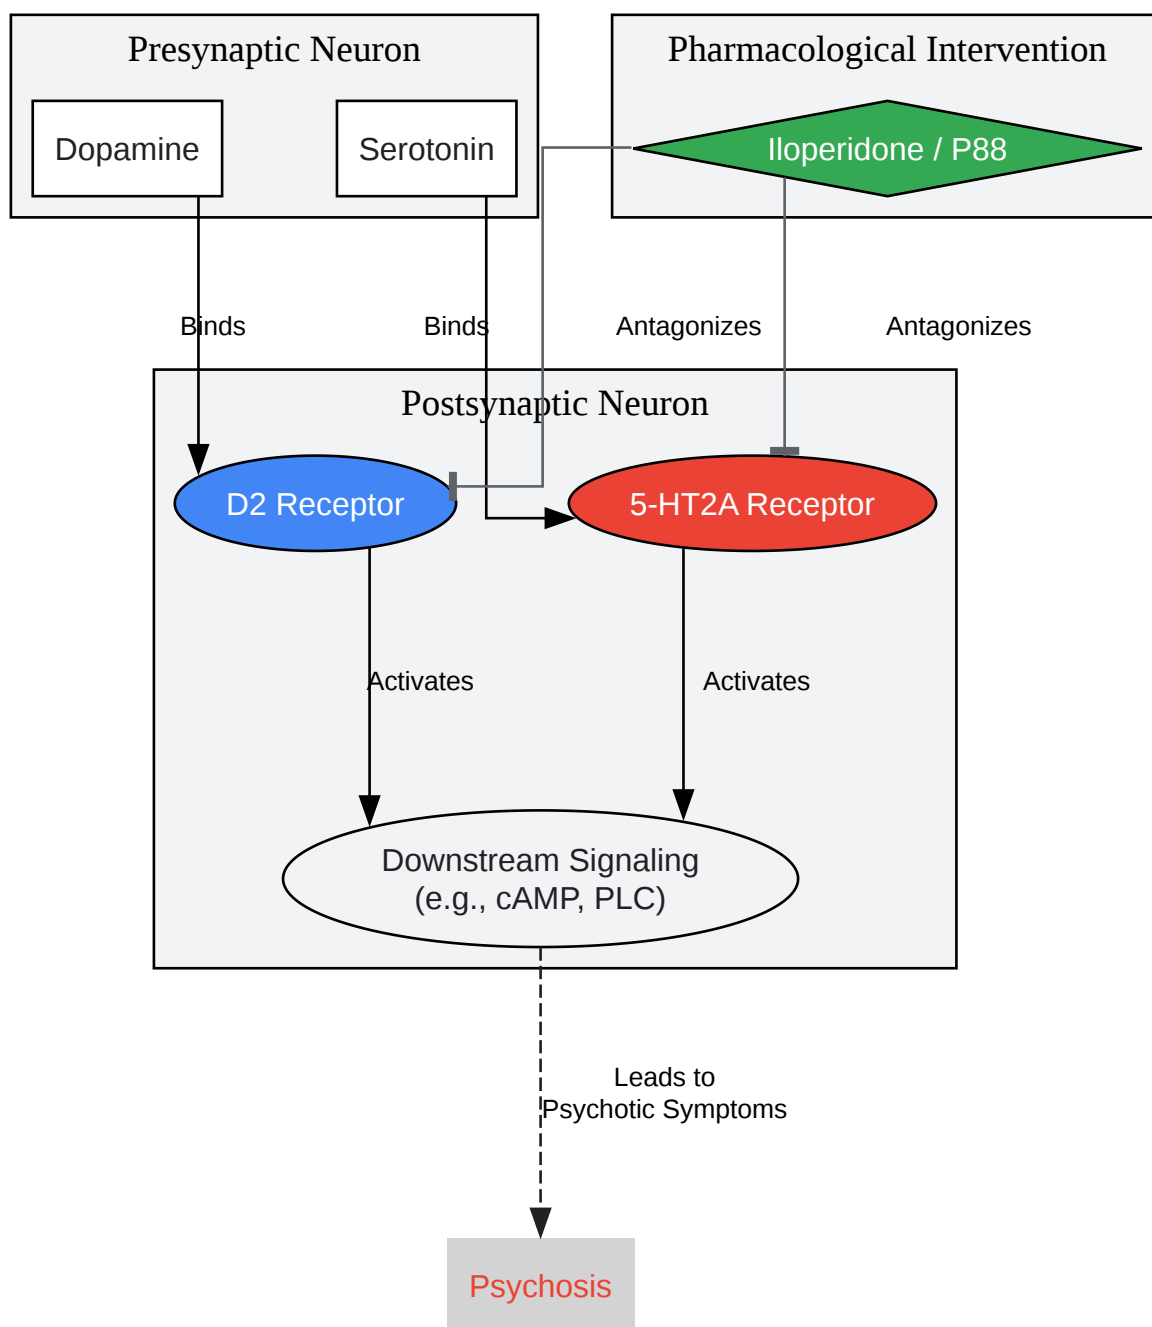 Presynaptic Neuron
Pharmacological Intervention
Dopamine
Serotonin
Iloperidone / P88
Binds
Binds
Antagonizes
Antagonizes
Postsynaptic Neuron
D2 Receptor
5-HT2A Receptor
Activates
Activates
Downstream Signaling
(e.g., cAMP, PLC)
Leads to
Psychotic Symptoms
Psychosis